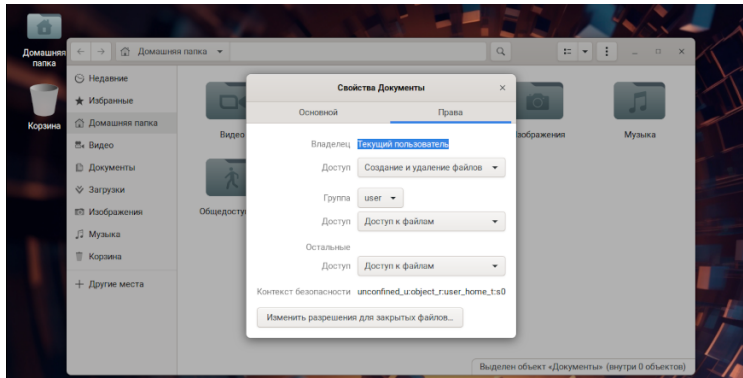 Домашняя
папка
Корзина
Домашняя папка
Недавние
Избранные
Домашняя папка
Видео
Документы
Загрузки
Изображения
Музыка
Корзина
Другие места
Видео
Изображения
Музыка
Свойства Документы
Основной
Права
Владелец Текущий пользователь
Доступ Создание и удаление файлов
Группа user
Доступ Доступ к файлам
Остальные
Доступ Доступ к файлам
Контекст безопасности unconfined_u:object_r:user_home_t:s0
Изменить разрешения для закрытых файлов...
Выделен объект «Документы» (внутри 0 объектов)